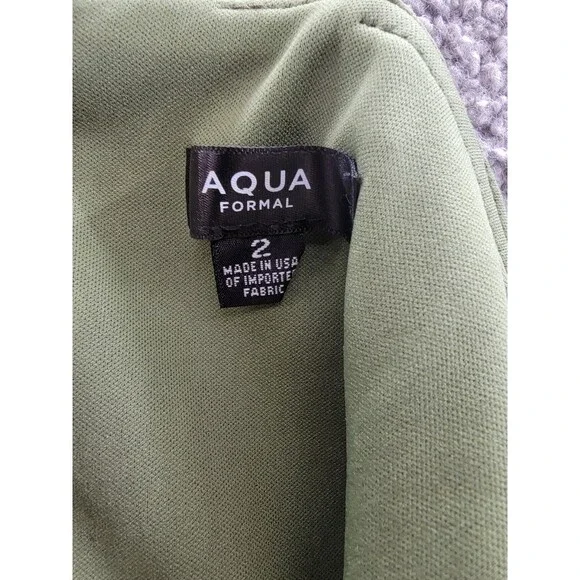 AQUA
FORMAL
2
MADE IN USA
OF IMPORTED
FABRIC